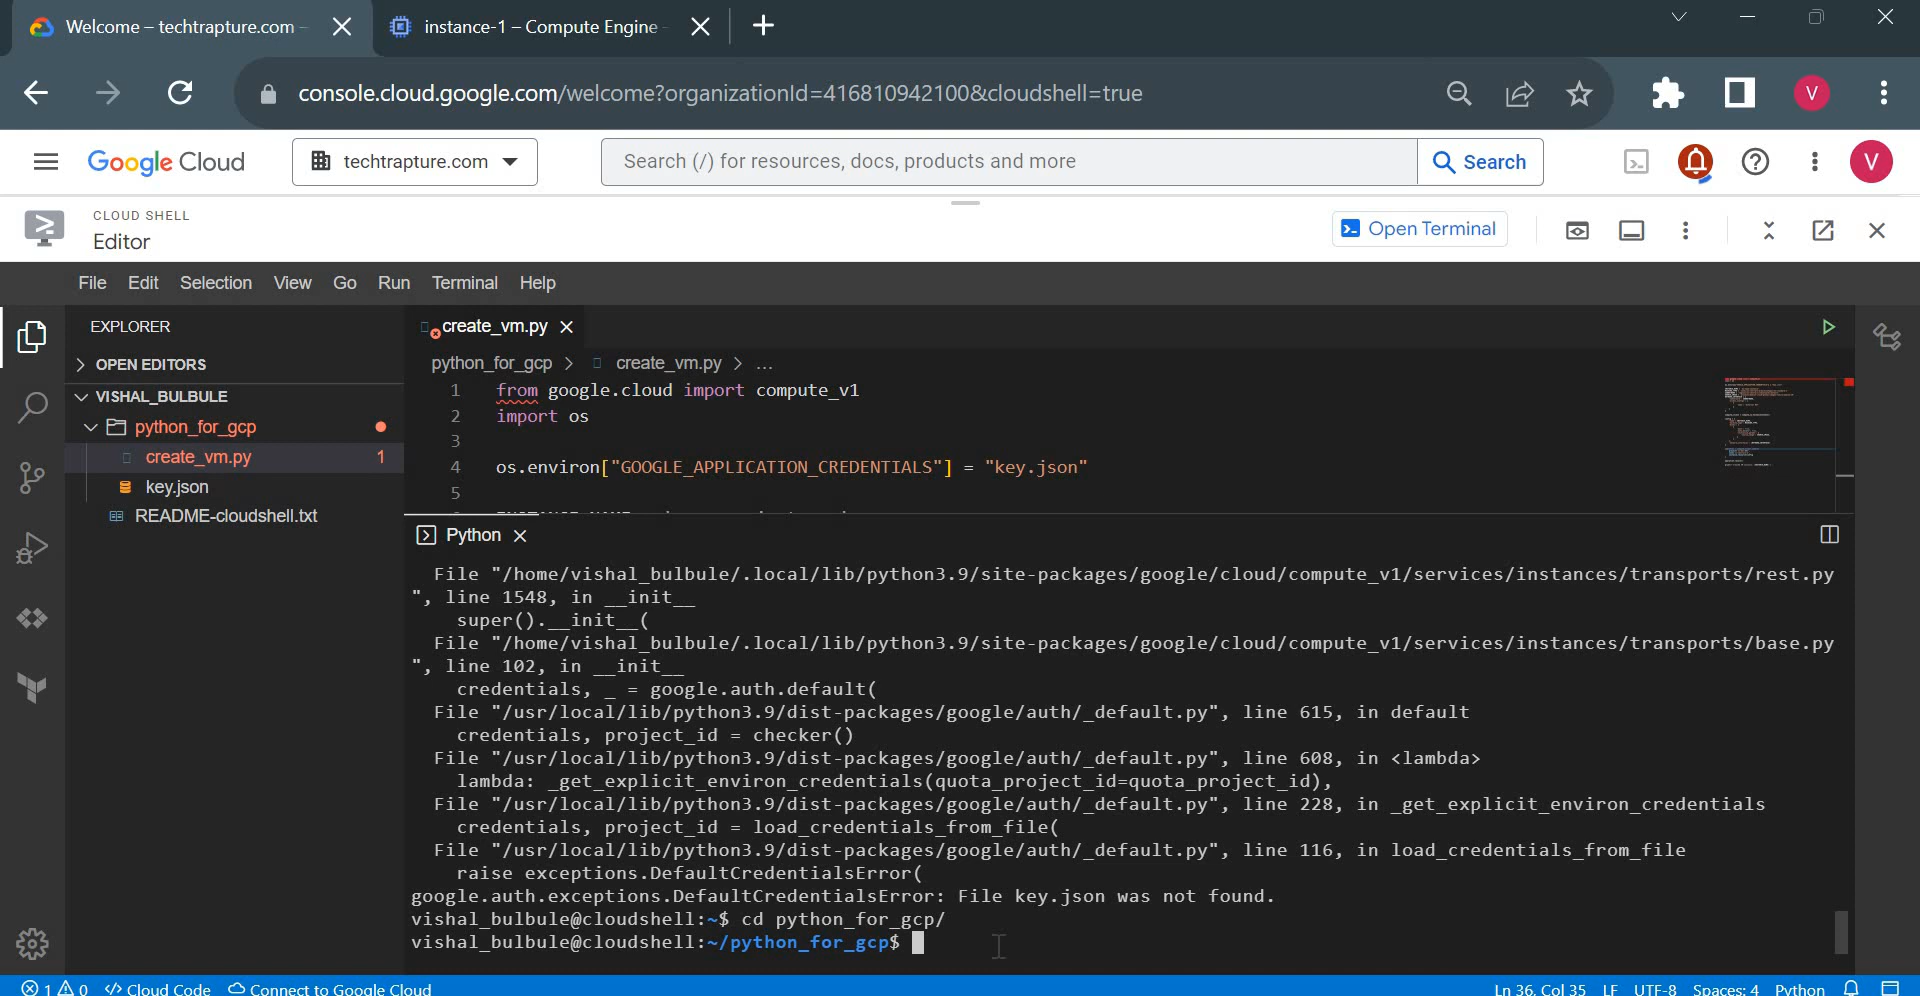 Welcome – techtrapture.com –
instance-1 – Compute Engine –
console.cloud.google.com/welcome?organizationId=416810942100&cloudshell=true
V
Google Cloud
techtrapture.com
Search (/) for resources, docs, products and more
Search
V
CLOUD SHELL
Editor
Open Terminal
File Edit Selection View Go Run Terminal Help
EXPLORER
OPEN EDITORS
VISHAL_BULBULE
python_for_gcp
create_vm.py 1
key.json
README-cloudshell.txt
create_vm.py
python_for_gcp > create_vm.py > ...
1 from google.cloud import compute_v1
2 import os
3
4 os.environ["GOOGLE_APPLICATION_CREDENTIALS"] = "key.json"
5
Python
File "/home/vishal_bulbule/.local/lib/python3.9/site-packages/google/cloud/compute_v1/services/instances/transports/rest.py
", line 1548, in __init__
super().__init__(
File "/home/vishal_bulbule/.local/lib/python3.9/site-packages/google/cloud/compute_v1/services/instances/transports/base.py
", line 102, in __init__
credentials, _ = google.auth.default(
File "/usr/local/lib/python3.9/dist-packages/google/auth/_default.py", line 615, in default
credentials, project_id = checker()
File "/usr/local/lib/python3.9/dist-packages/google/auth/_default.py", line 608, in <lambda>
lambda: _get_explicit_environ_credentials(quota_project_id=quota_project_id),
File "/usr/local/lib/python3.9/dist-packages/google/auth/_default.py", line 228, in _get_explicit_environ_credentials
credentials, project_id = load_credentials_from_file(
File "/usr/local/lib/python3.9/dist-packages/google/auth/_default.py", line 116, in load_credentials_from_file
raise exceptions.DefaultCredentialsError(
google.auth.exceptions.DefaultCredentialsError: File key.json was not found.
vishal_bulbule@cloudshell:~$ cd python_for_gcp/
vishal_bulbule@cloudshell:~/python_for_gcp$
1 0 </> Cloud Code Connect to Google Cloud
Ln 36, Col 35 LF UTF-8 Spaces: 4 Python